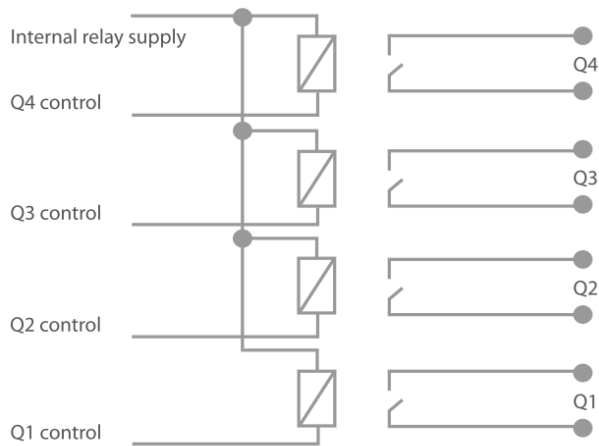 Internal relay supply
Q4
Q4 control
Q3
Q3 control
Q2
Q2 control
Q1
Q1 control